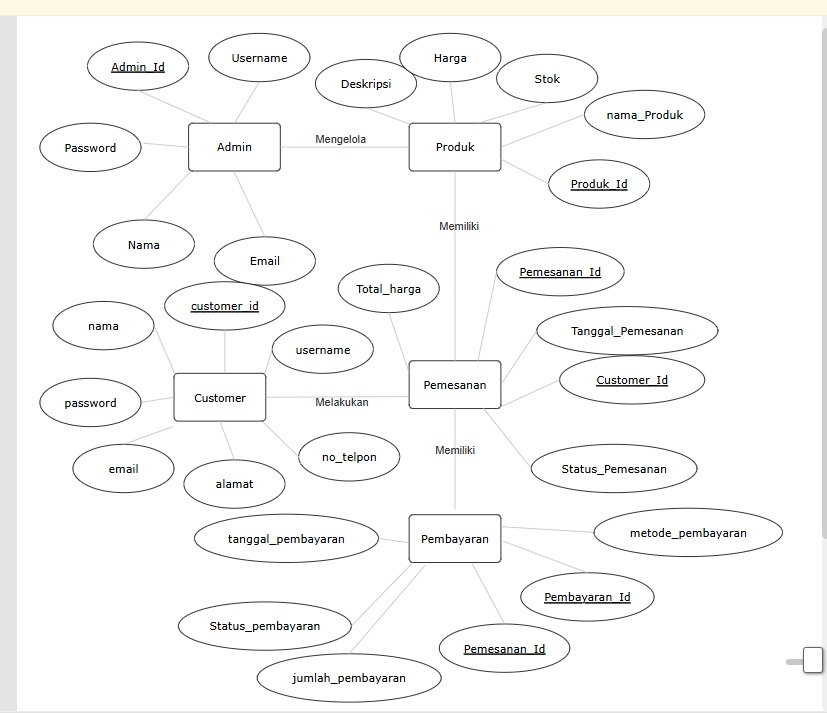 Admin_Id
Username
Deskripsi
Harga
Stok
nama_Produk
Password
Admin
Mengelola
Produk
Produk_Id
Nama
Email
Memiliki
customer_id
Total_harga
Pemesanan_Id
nama
username
Tanggal_Pemesanan
Customer_Id
password
Customer
Melakukan
Pemesanan
email
alamat
no_telpon
Memiliki
Status_Pemesanan
tanggal_pembayaran
Pembayaran
metode_pembayaran
Pembayaran_Id
Status_pembayaran
Pemesanan_Id
jumlah_pembayaran